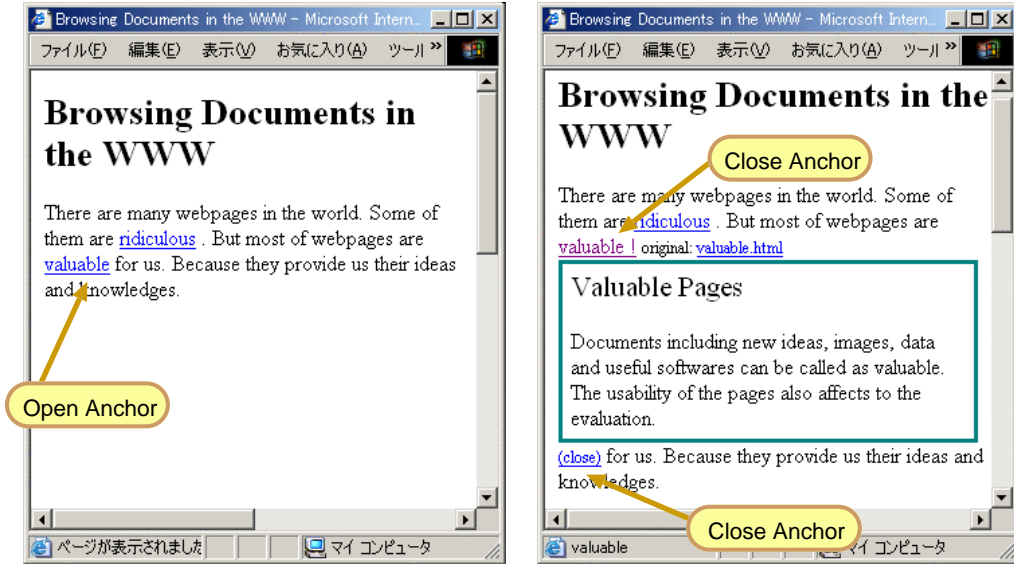 Browsing Documents in the WWW - Microsoft Intern...
ファイル(F) 編集(E) 表示(V) お気に入り(A) ツール »
Browsing Documents in
the WWW
There are many webpages in the world. Some of
them are ridiculous . But most of webpages are
valuable for us. Because they provide us their ideas
and knowledges.
Open Anchor
ページが表示されました
マイ コンピュータ
Browsing Documents in the WWW - Microsoft Intern...
ファイル(F) 編集(E) 表示(V) お気に入り(A) ツール »
Browsing Documents in the
WWW
Close Anchor
There are many webpages in the world. Some of
them are ridiculous . But most of webpages are
valuable ! original: valuable.html
Valuable Pages
Documents including new ideas, images, data
and useful softwares can be called as valuable.
The usability of the pages also affects to the
evaluation.
(close) for us. Because they provide us their ideas and
knowledges.
Close Anchor
valuable
マイ コンピュータ